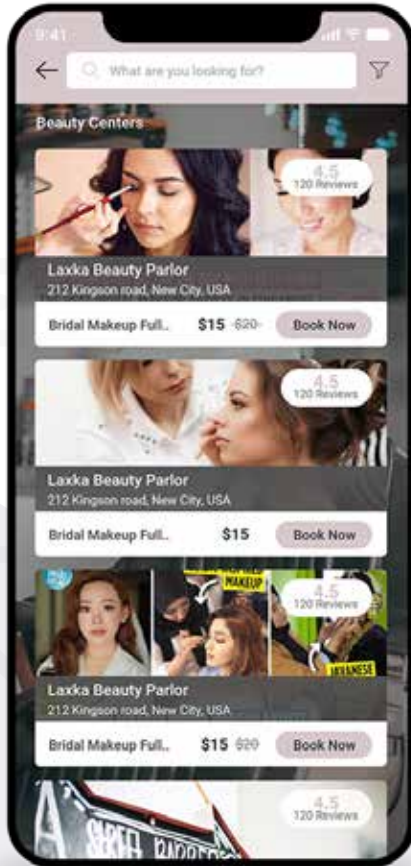 9:41
What are you looking for?
Beauty Centers
4.5
120 Reviews
Laxka Beauty Parlor
212 Kingson road, New City, USA
Bridal Makeup Full.. $15 $20 Book Now
4.5
120 Reviews
Laxka Beauty Parlor
212 Kingson road, New City, USA
Bridal Makeup Full.. $15 Book Now
MAKEUP
4.5
120 Reviews
JAVANESE
Laxka Beauty Parlor
212 Kingson road, New City, USA
Bridal Makeup Full.. $15 $20 Book Now
4.5
120 Reviews